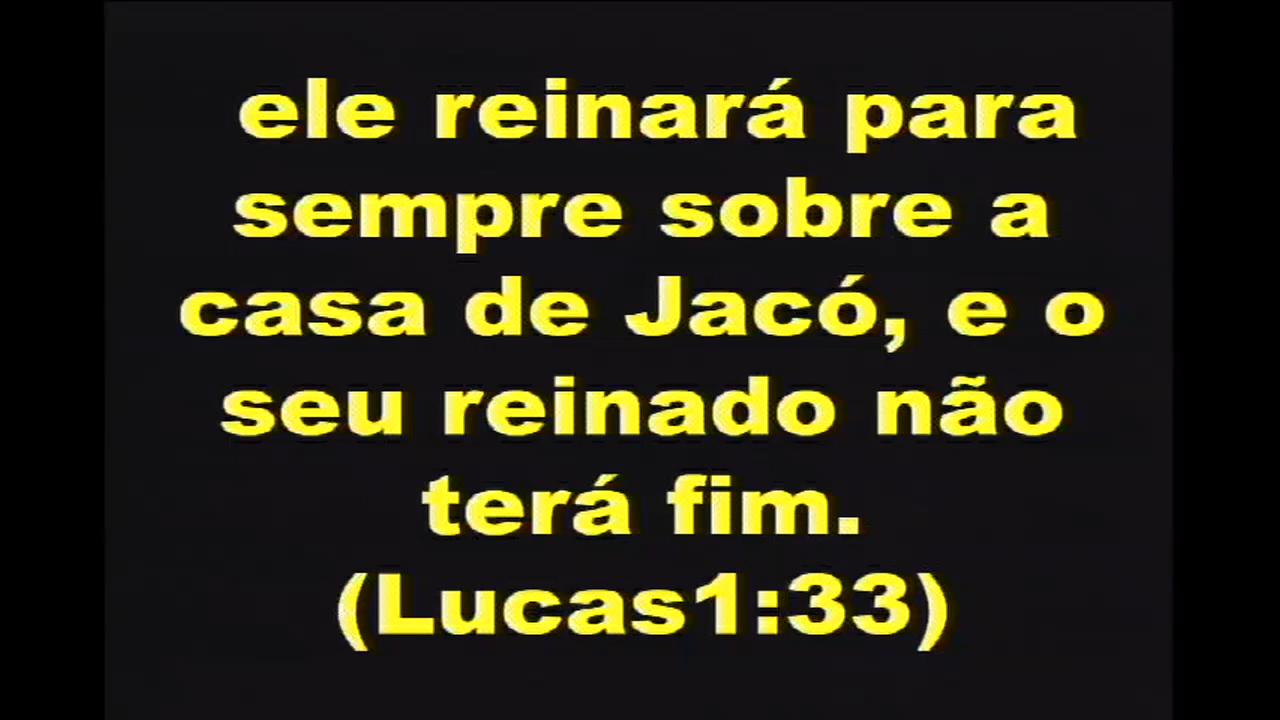 ele reinará para
sempre sobre a
casa de Jacó, e o
seu reinado não
terá fim.
(Lucas1:33)